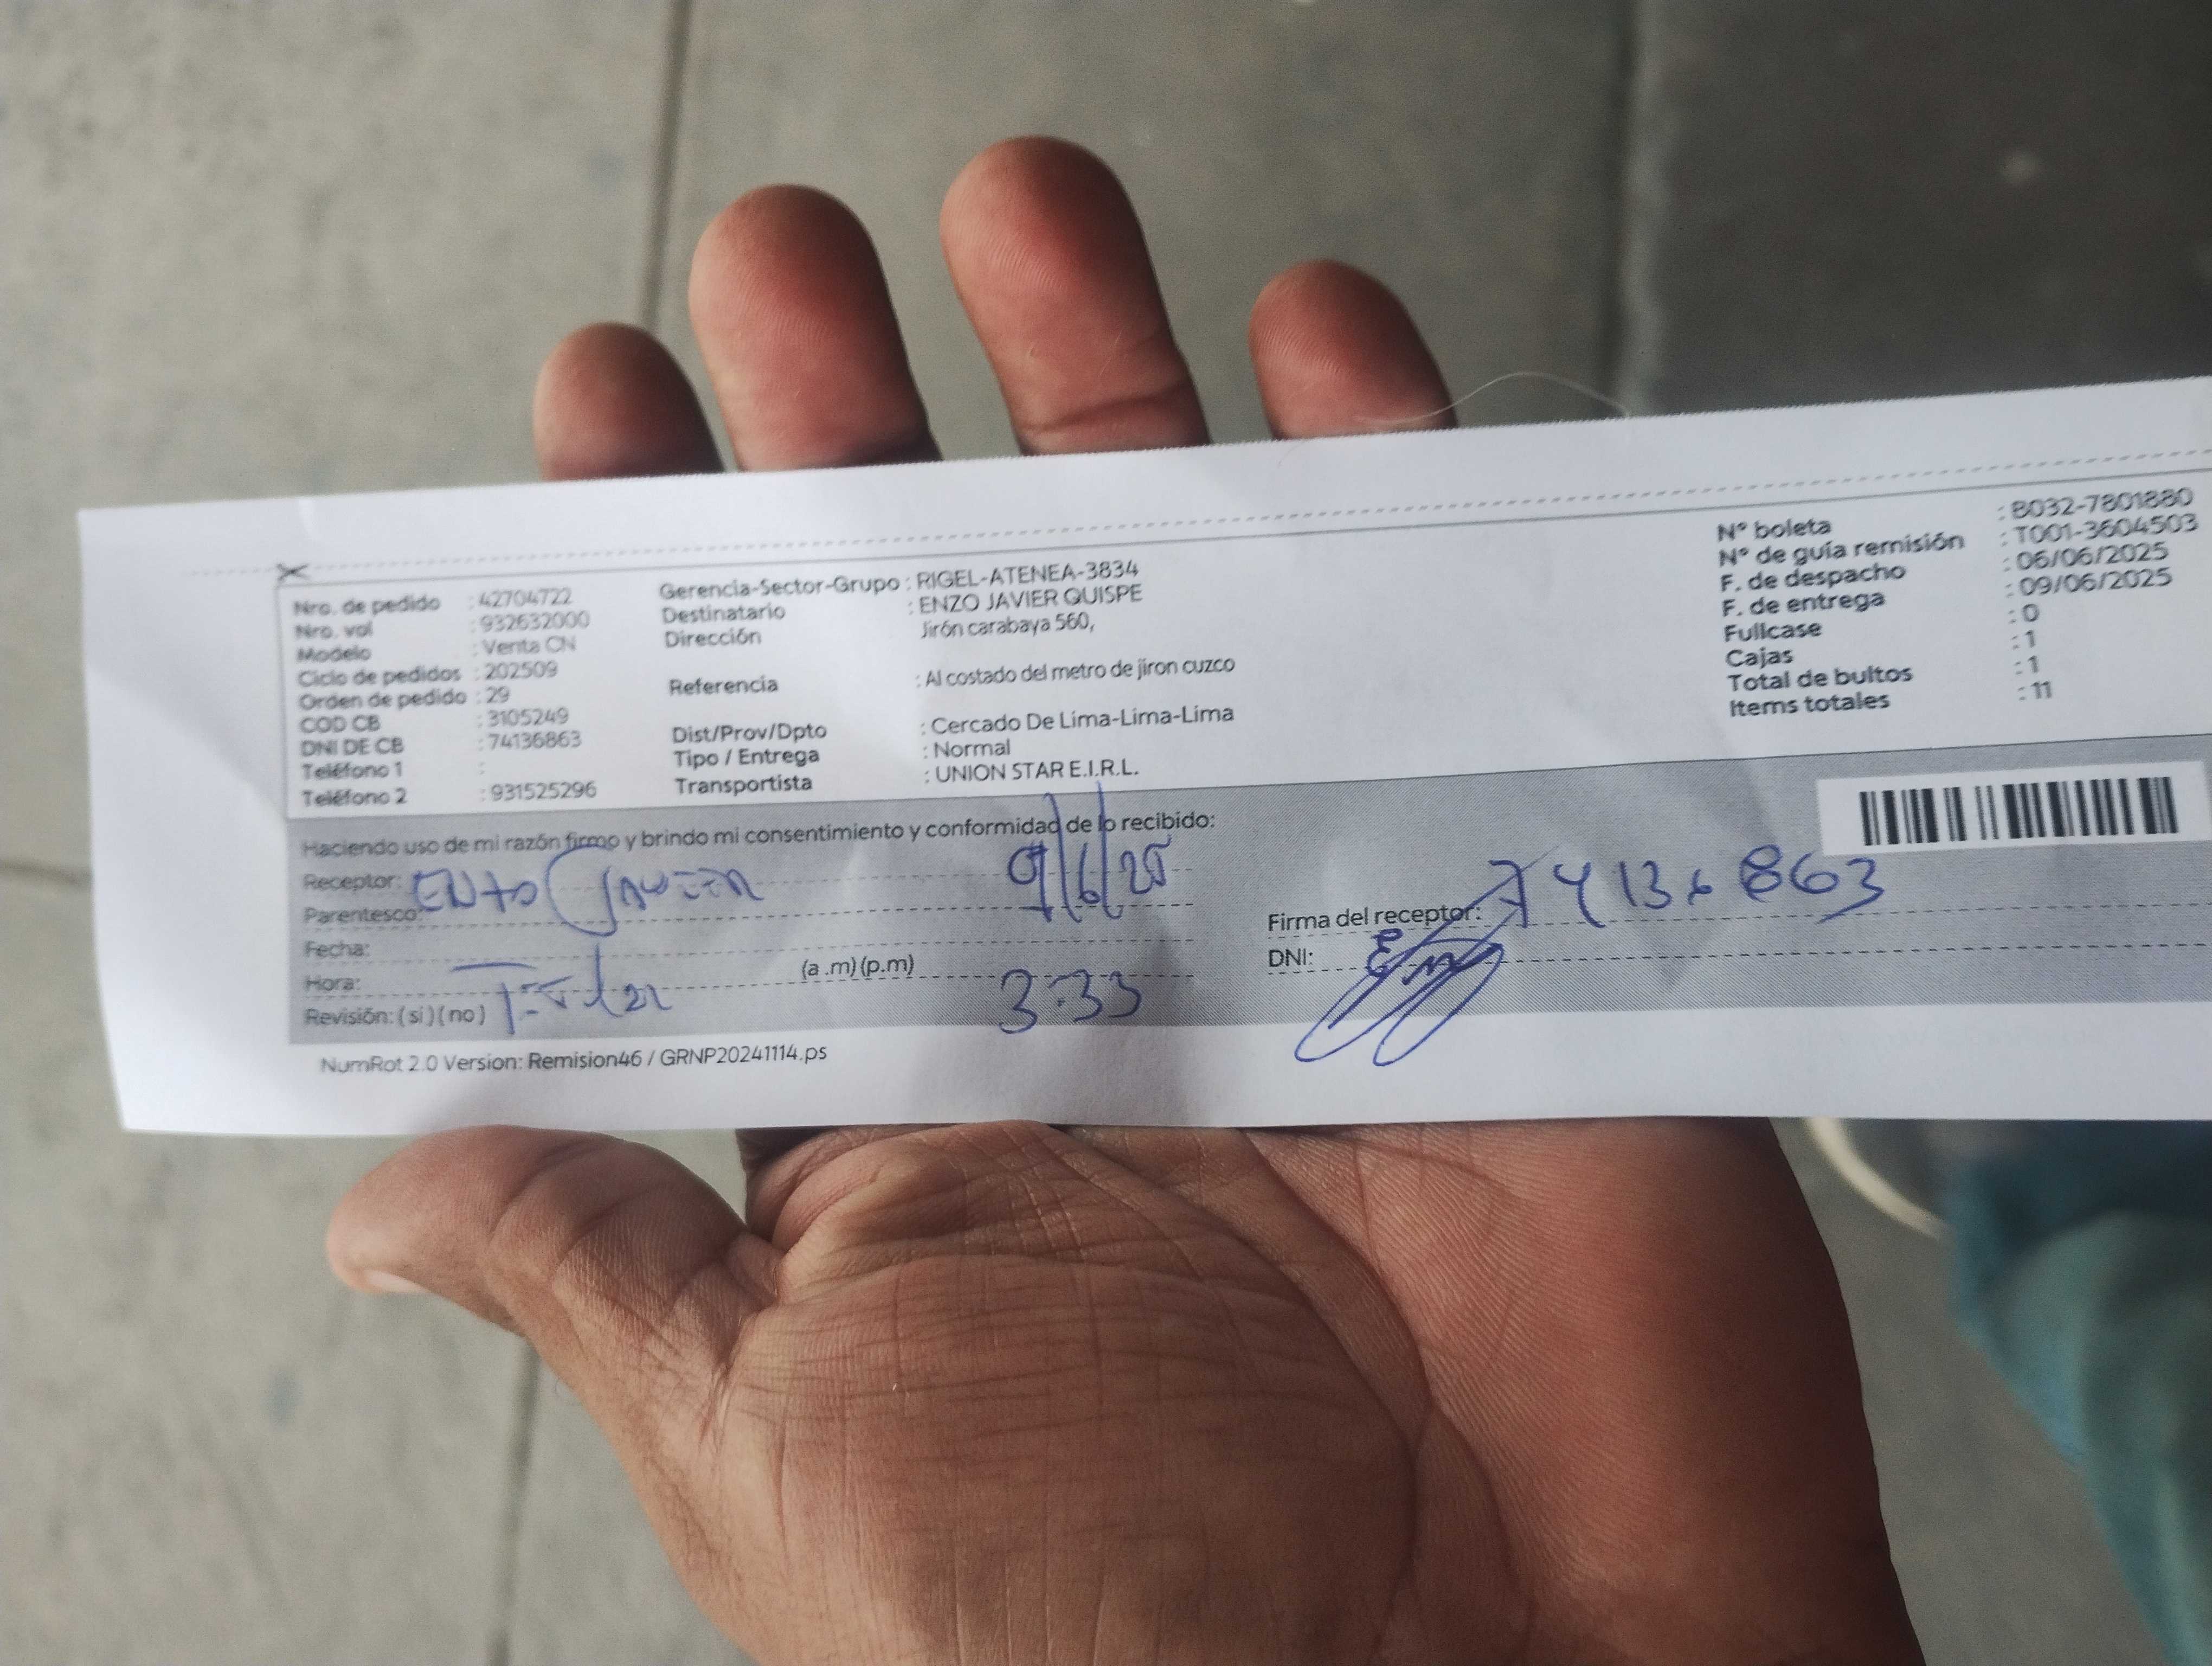 Nro. de pedido : 42704722
Nro. vol : 932632000
Modelo : Venta CN
Ciclo de pedidos : 202509
Orden de pedido : 29
COD CB : 3105249
DNI DE CB : 74136863
Teléfono 1 :
Teléfono 2 : 931525296
Gerencia-Sector-Grupo : RIGEL-ATENEA-3834
Destinatario : ENZO JAVIER QUISPE
Dirección Jirón carabaya 560,
Referencia : Al costado del metro de jiron cuzco
Dist/Prov/Dpto : Cercado De Lima-Lima-Lima
Tipo / Entrega : Normal
Transportista : UNION STAR E.I.R.L.
N° boleta : B032-7801880
N° de guía remisión : T001-3604503
F. de despacho : 06/06/2025
F. de entrega : 09/06/2025
Fullcase : 0
Cajas : 1
Total de bultos : 1
Items totales : 11
Haciendo uso de mi razón firmo y brindo mi consentimiento y conformidad de lo recibido:
Receptor: 9/6/25
Parentesco:
Fecha:
Hora: (a .m) (p.m) 3:33
Revisión: (si) (no)
Firma del receptor: 74136863
DNI:
NumRot 2.0 Version: Remision46 / GRNP20241114.ps